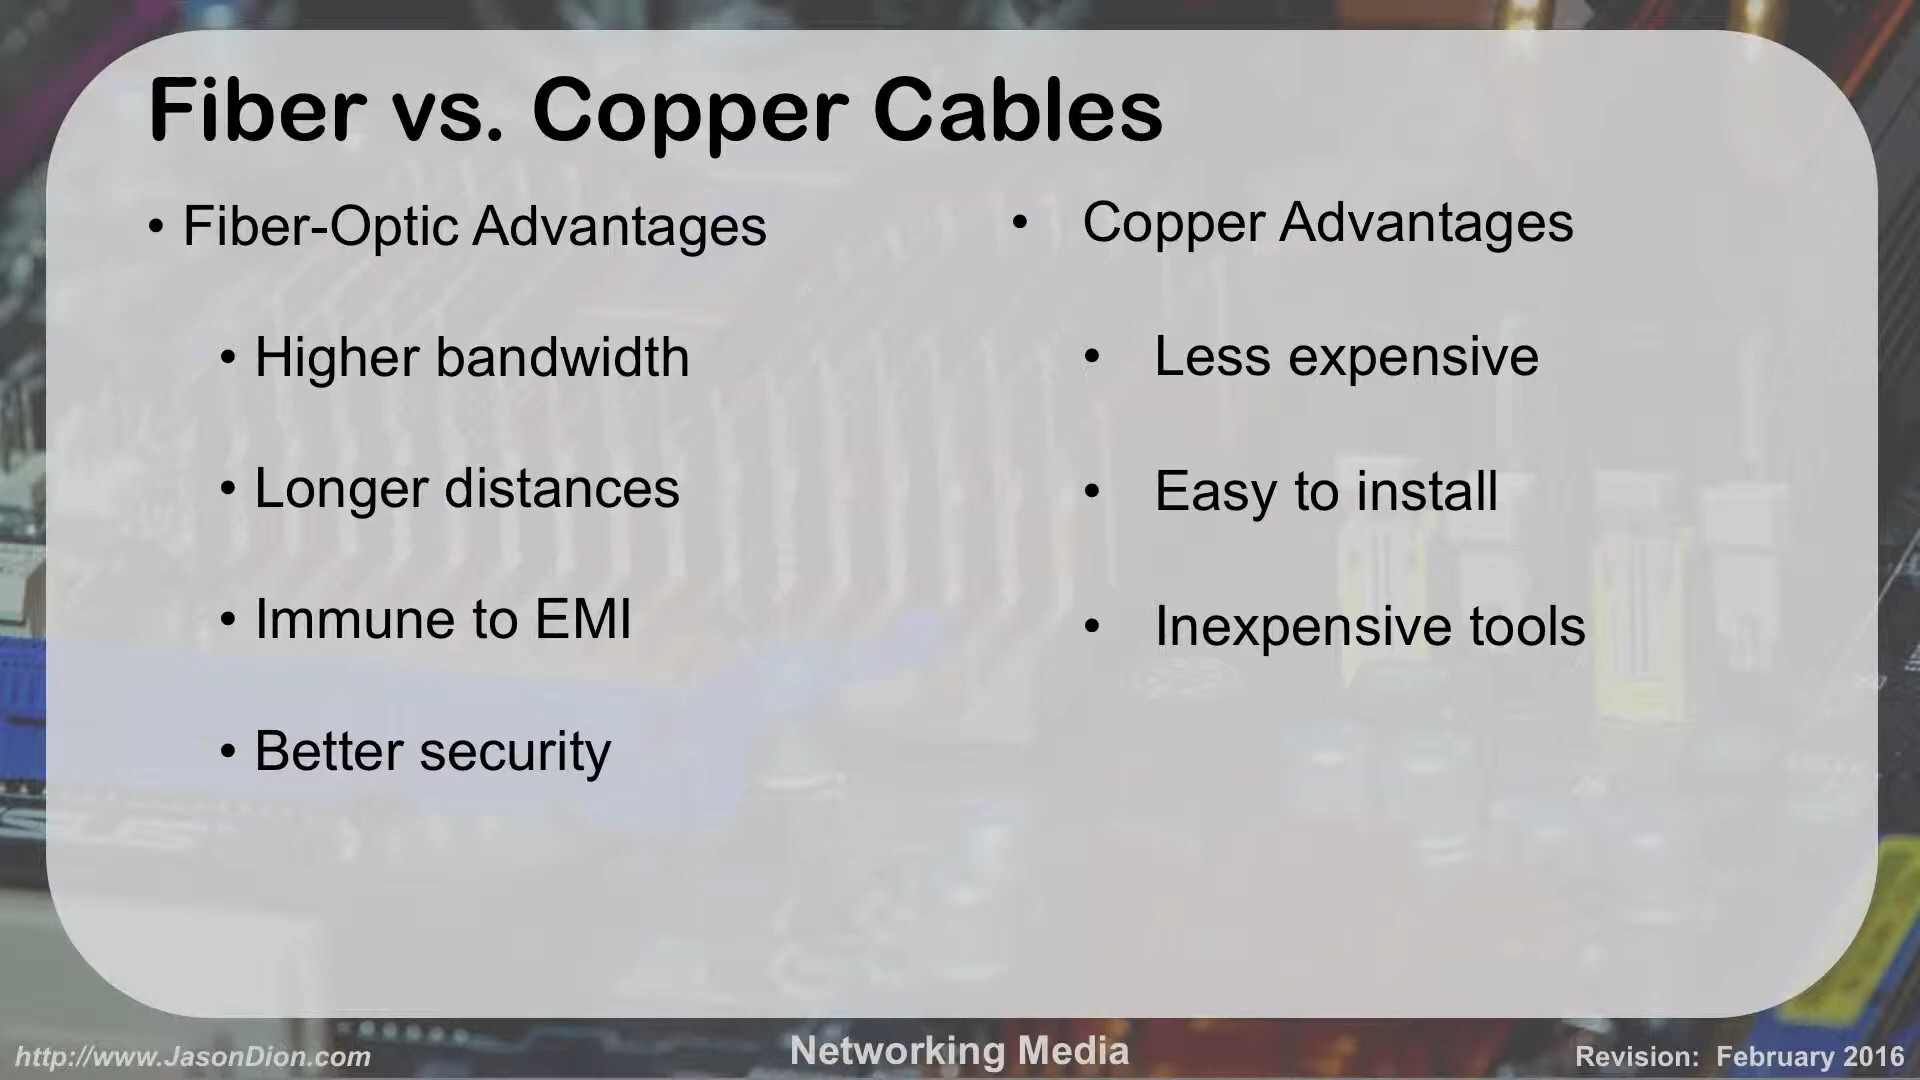 Fiber vs. Copper Cables
• Fiber-Optic Advantages
• Higher bandwidth
• Longer distances
• Immune to EMI
• Better security
• Copper Advantages
• Less expensive
• Easy to install
• Inexpensive tools
http://www.JasonDion.com
Networking Media
Revision: February 2016